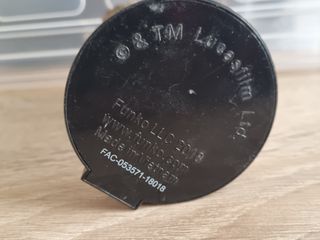 © & TM Lucasfilm Ltd.
Funko LLC 2019
www.funko.com
Made in Vietnam
FAC-053571-18018